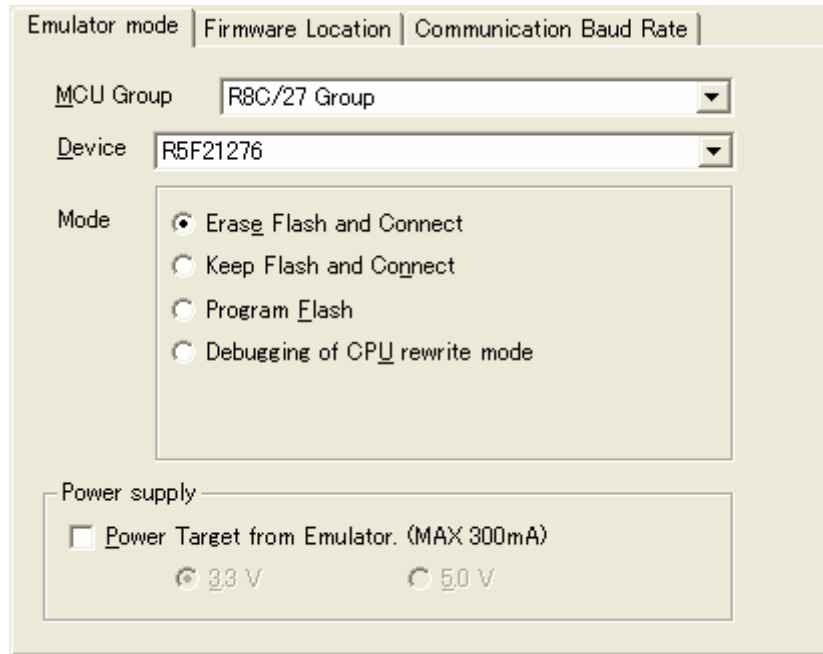 Emulator mode Firmware Location Communication Baud Rate
MCU Group R8C/27 Group
Device R5F21276
Mode
Erase Flash and Connect
Keep Flash and Connect
Program Flash
Debugging of CPU rewrite mode
Power supply
Power Target from Emulator. (MAX 300mA)
3.3 V 5.0 V